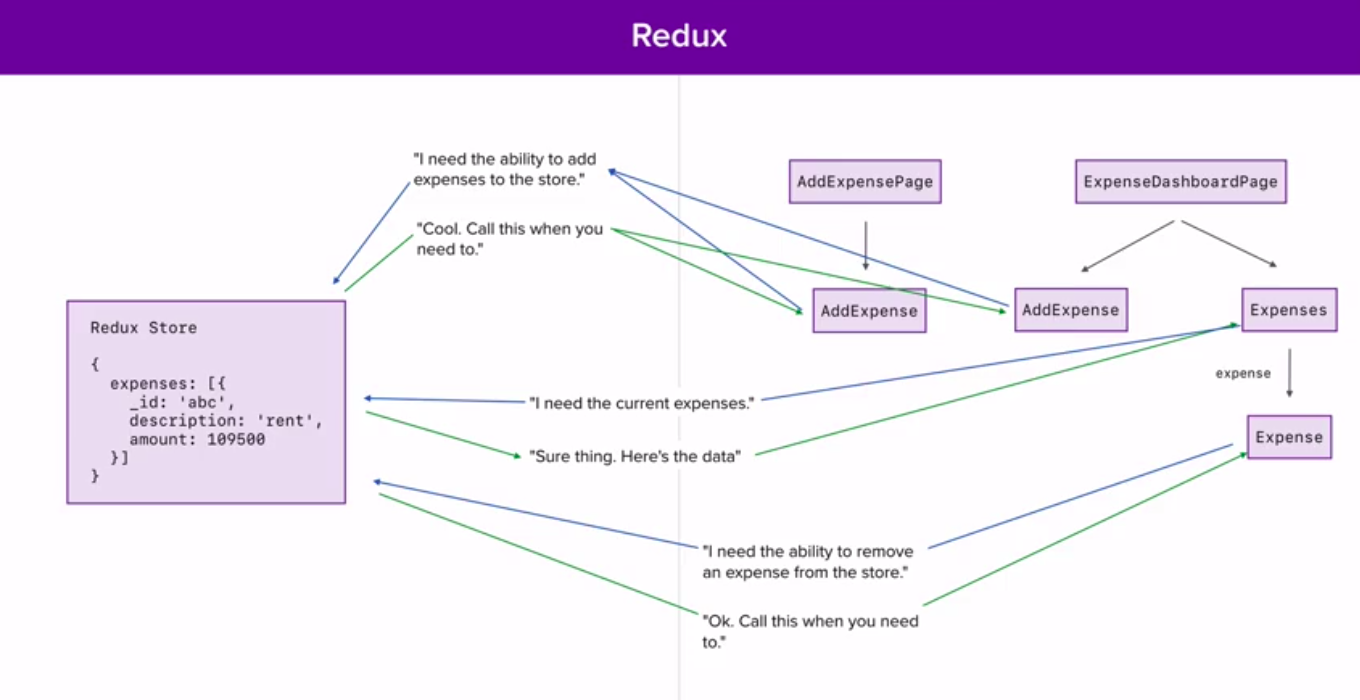 Redux
"I need the ability to add
expenses to the store."
"Cool. Call this when you
need to."
AddExpensePage
ExpenseDashboardPage
AddExpense
AddExpense
Expenses
Redux Store
{
expenses: [{
_id: 'abc',
description: 'rent',
amount: 109500
}]
}
"I need the current expenses."
"Sure thing. Here's the data"
expense
Expense
"I need the ability to remove
an expense from the store."
"Ok. Call this when you need
to."